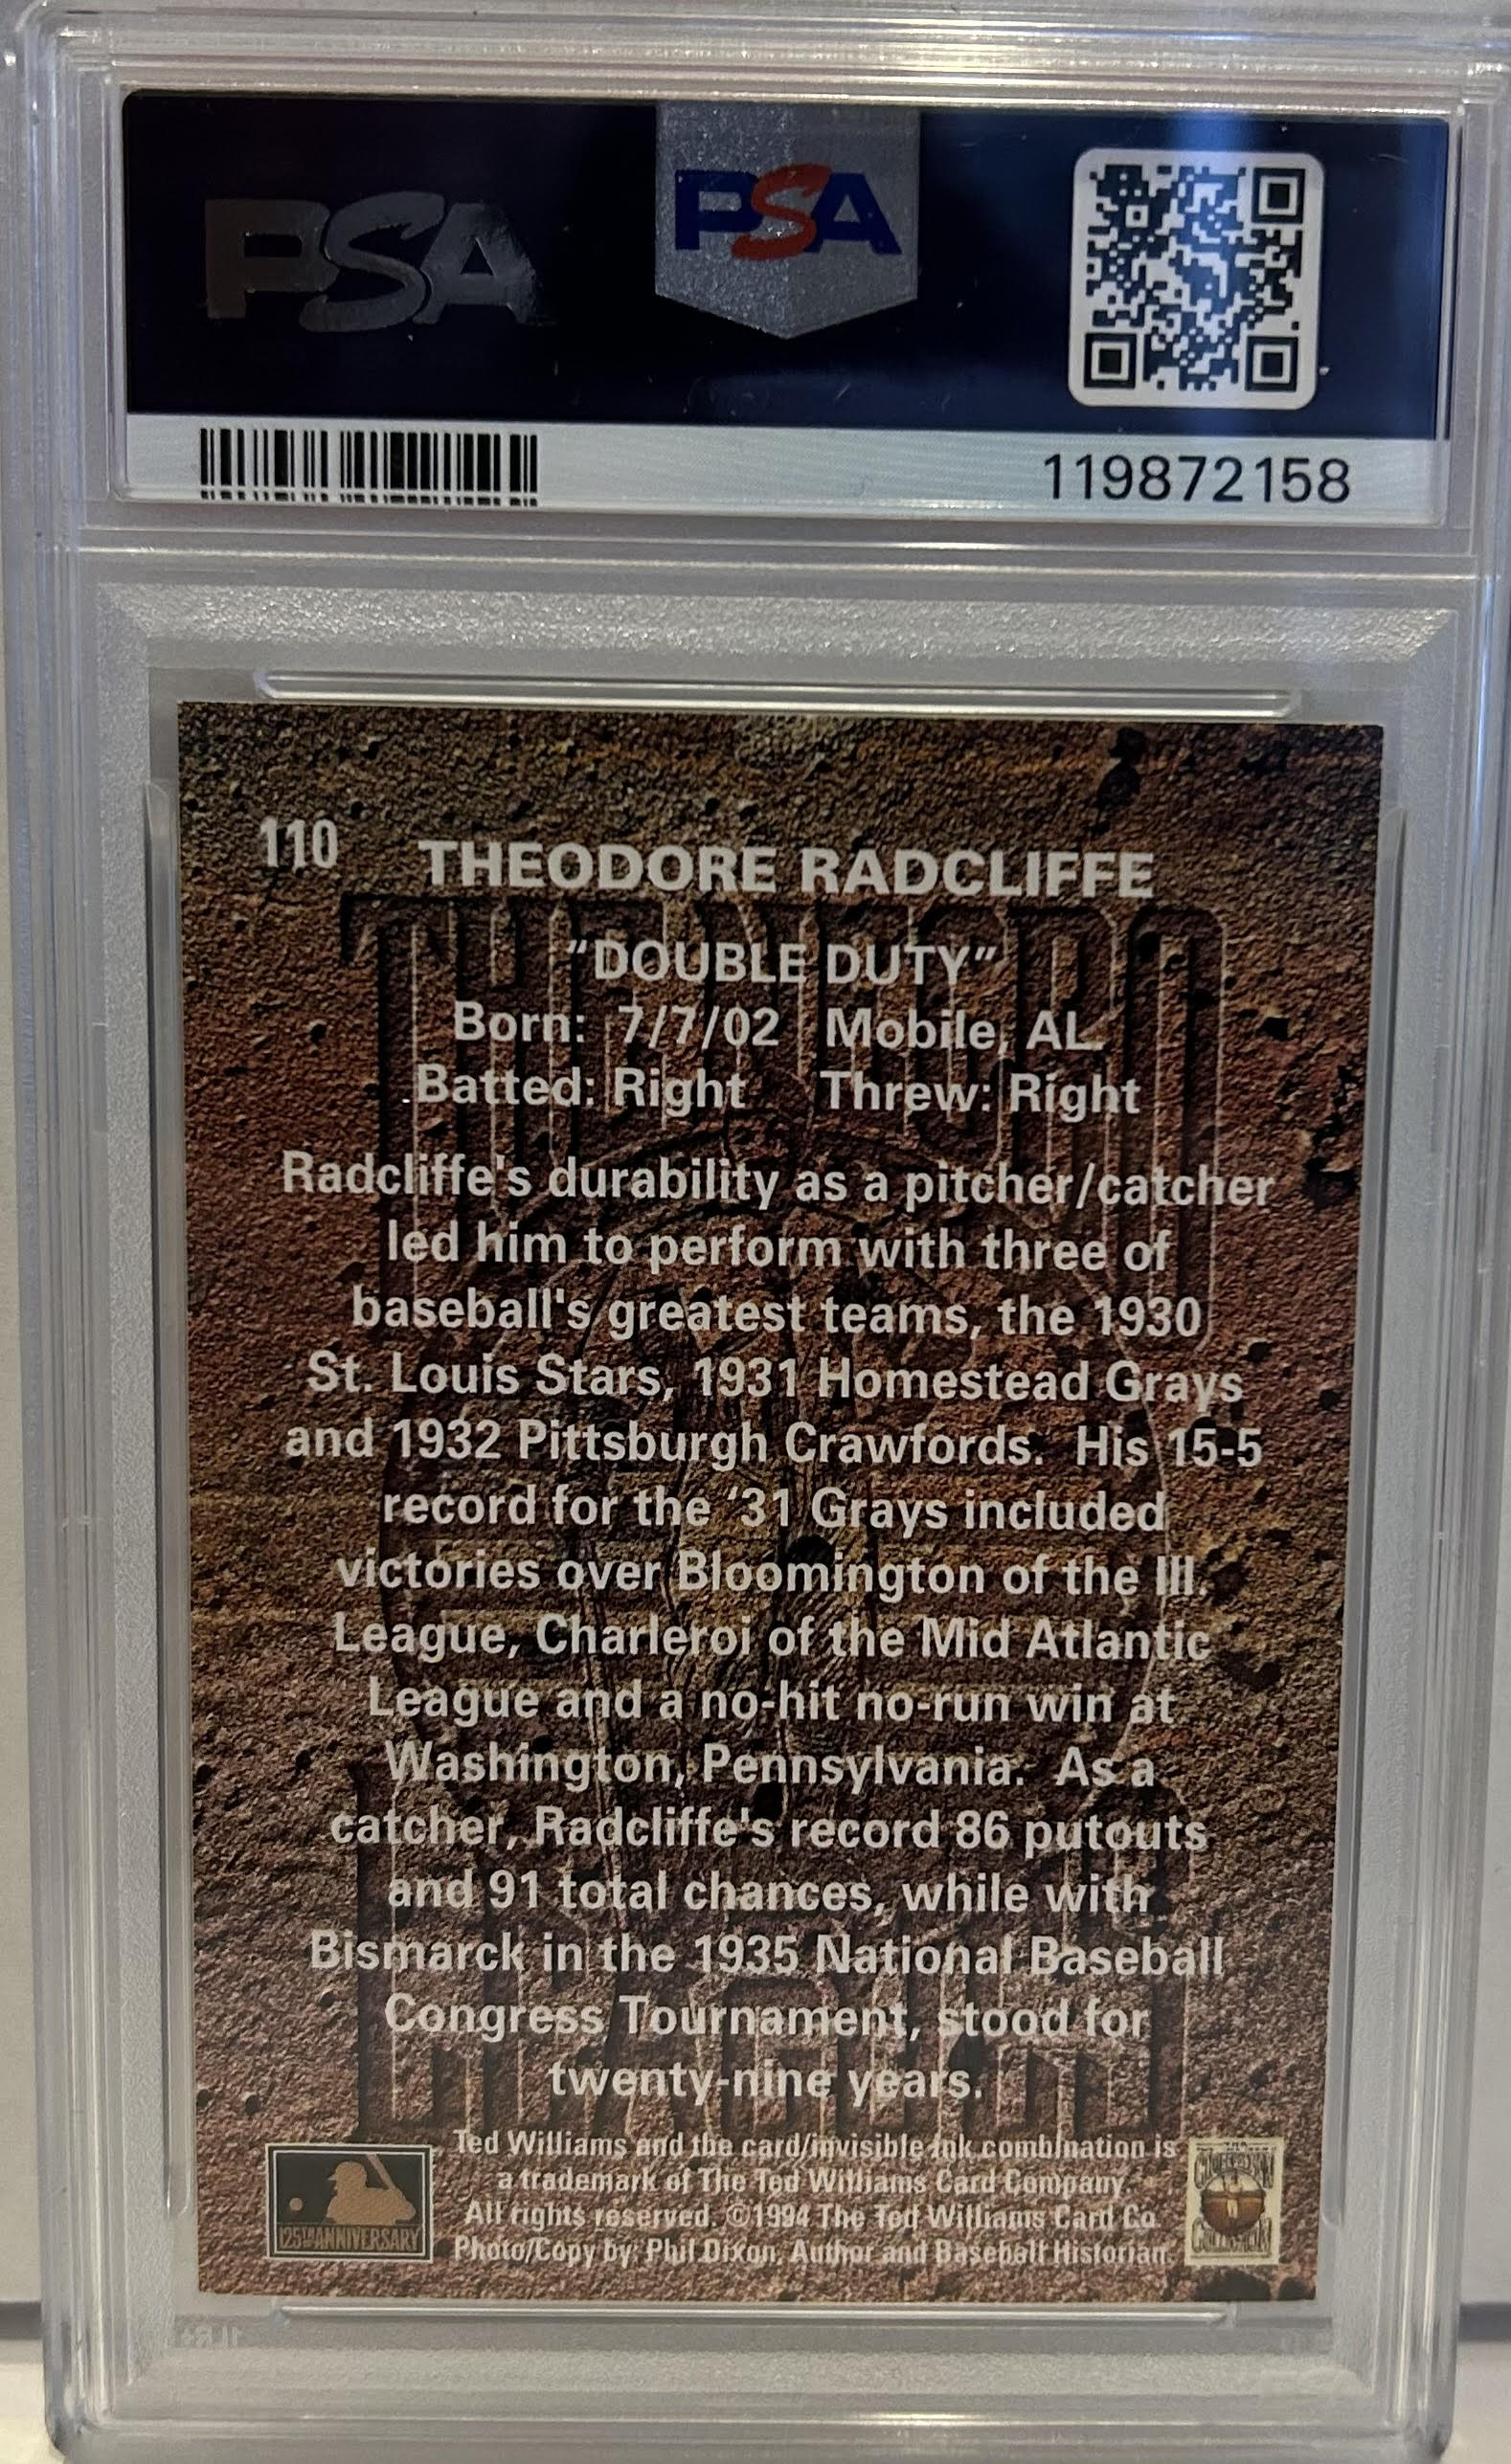 PSA
PSA
119872158
110 THEODORE RADCLIFFE
"DOUBLE DUTY"
Born: 7/7/02 Mobile, AL.
Batted: Right Threw: Right
Radcliffe's durability as a pitcher/catcher
led him to perform with three of
baseball's greatest teams, the 1930
St. Louis Stars, 1931 Homestead Grays
and 1932 Pittsburgh Crawfords. His 15-5
record for the '31 Grays included
victories over Bloomington of the Ill.
League, Charleroi of the Mid Atlantic
League and a no-hit no-run win at
Washington, Pennsylvania. As a
catcher, Radcliffe's record 86 putouts
and 91 total chances, while with
Bismarck in the 1935 National Baseball
Congress Tournament, stood for
twenty-nine years.
Ted Williams and the card/invisible ink combination is
a trademark of The Ted Williams Card Company.
All rights reserved. ©1994 The Ted Williams Card Co.
Photo/Copy by: Phil Dixon, Author and Baseball Historian.
125TH ANNIVERSARY